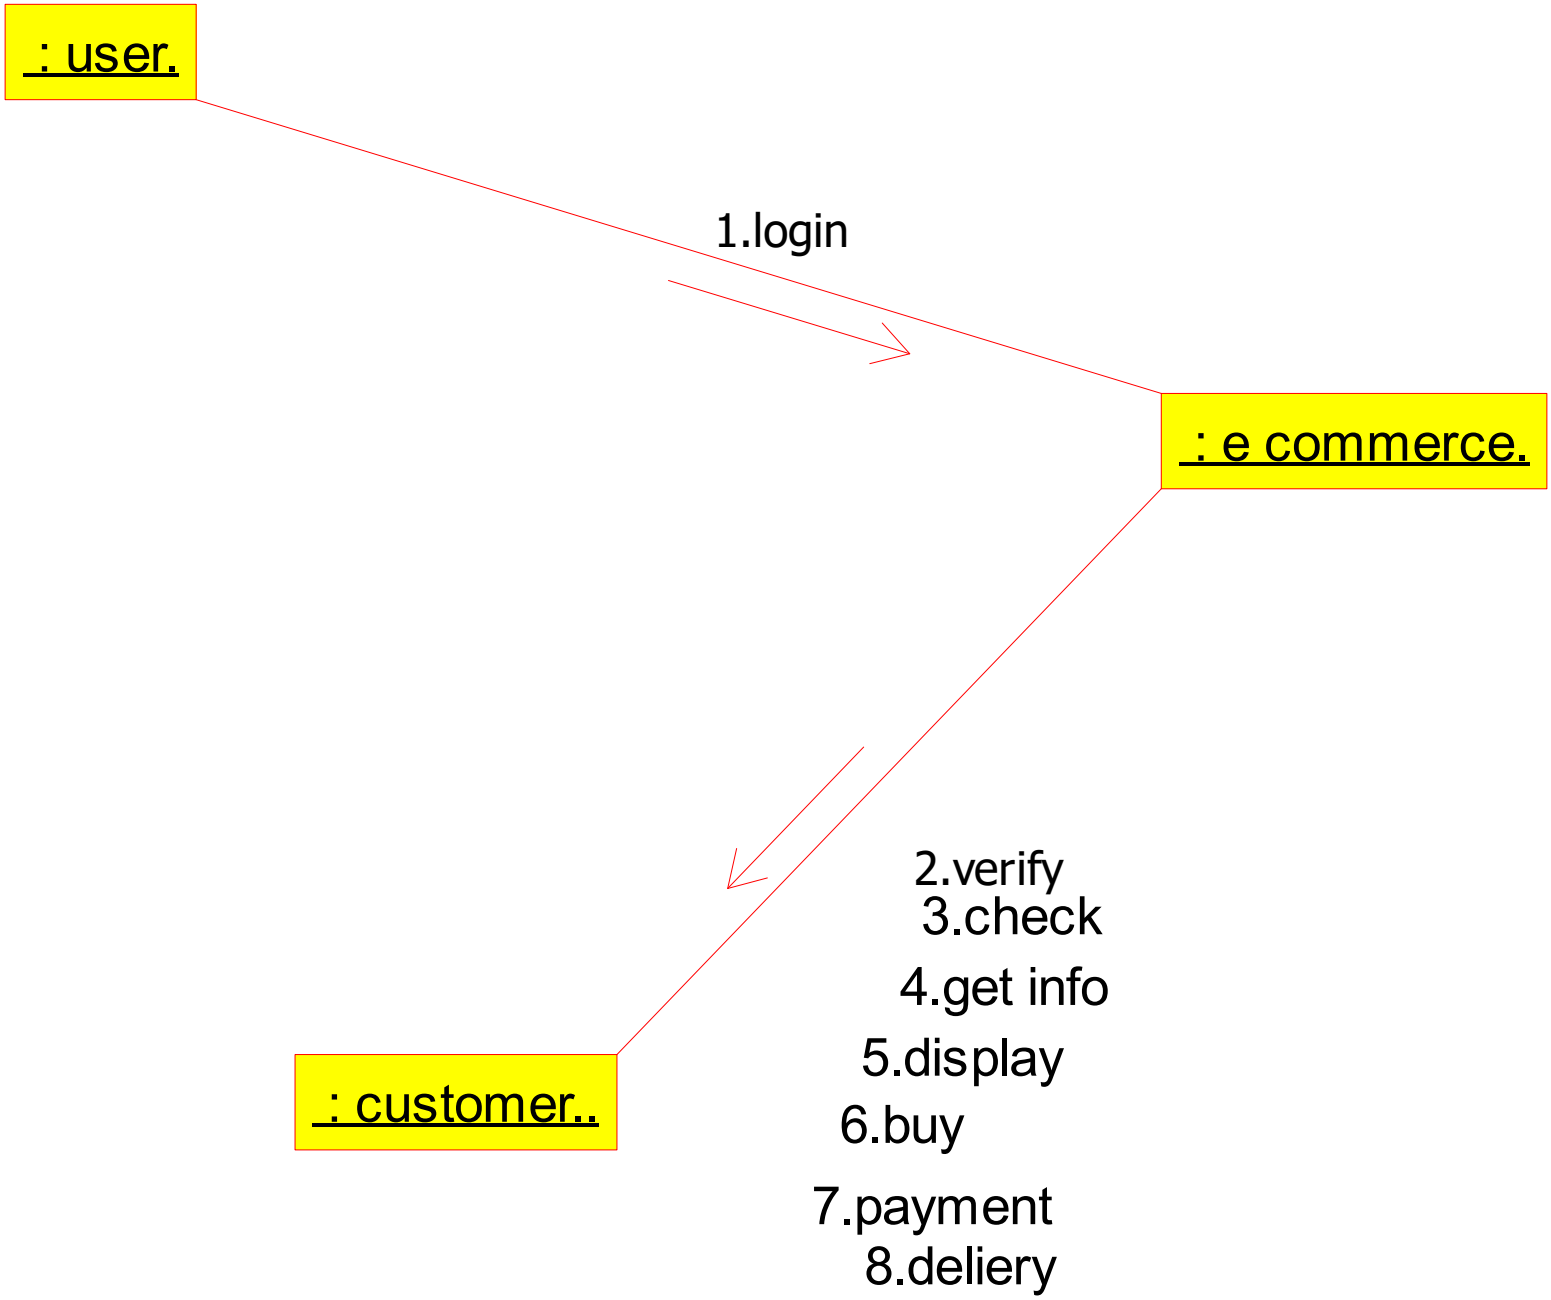 : user.
1.login
: e commerce.
2.verify
3.check
4.get info
5.display
: customer..
6.buy
7.payment
8.deliery